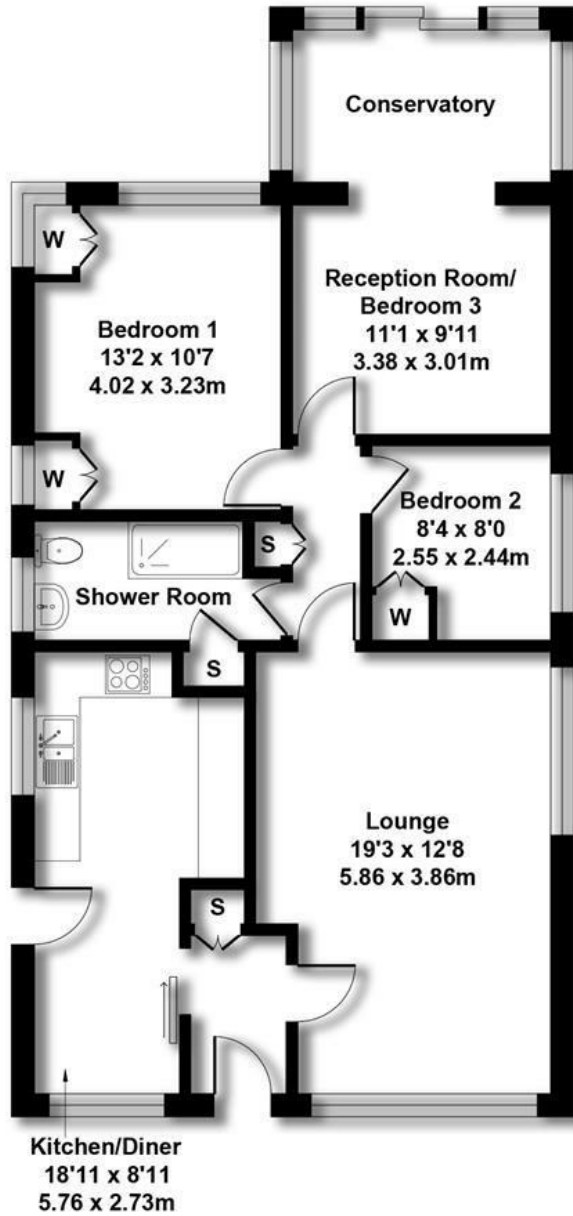 Conservatory
W
Reception Room/
Bedroom 3
11'1 x 9'11
3.38 x 3.01m
Bedroom 1
13'2 x 10'7
4.02 x 3.23m
W
Bedroom 2
8'4 x 8'0
2.55 x 2.44m
S
Shower Room
W
S
Lounge
19'3 x 12'8
5.86 x 3.86m
S
Kitchen/Diner
18'11 x 8'11
5.76 x 2.73m